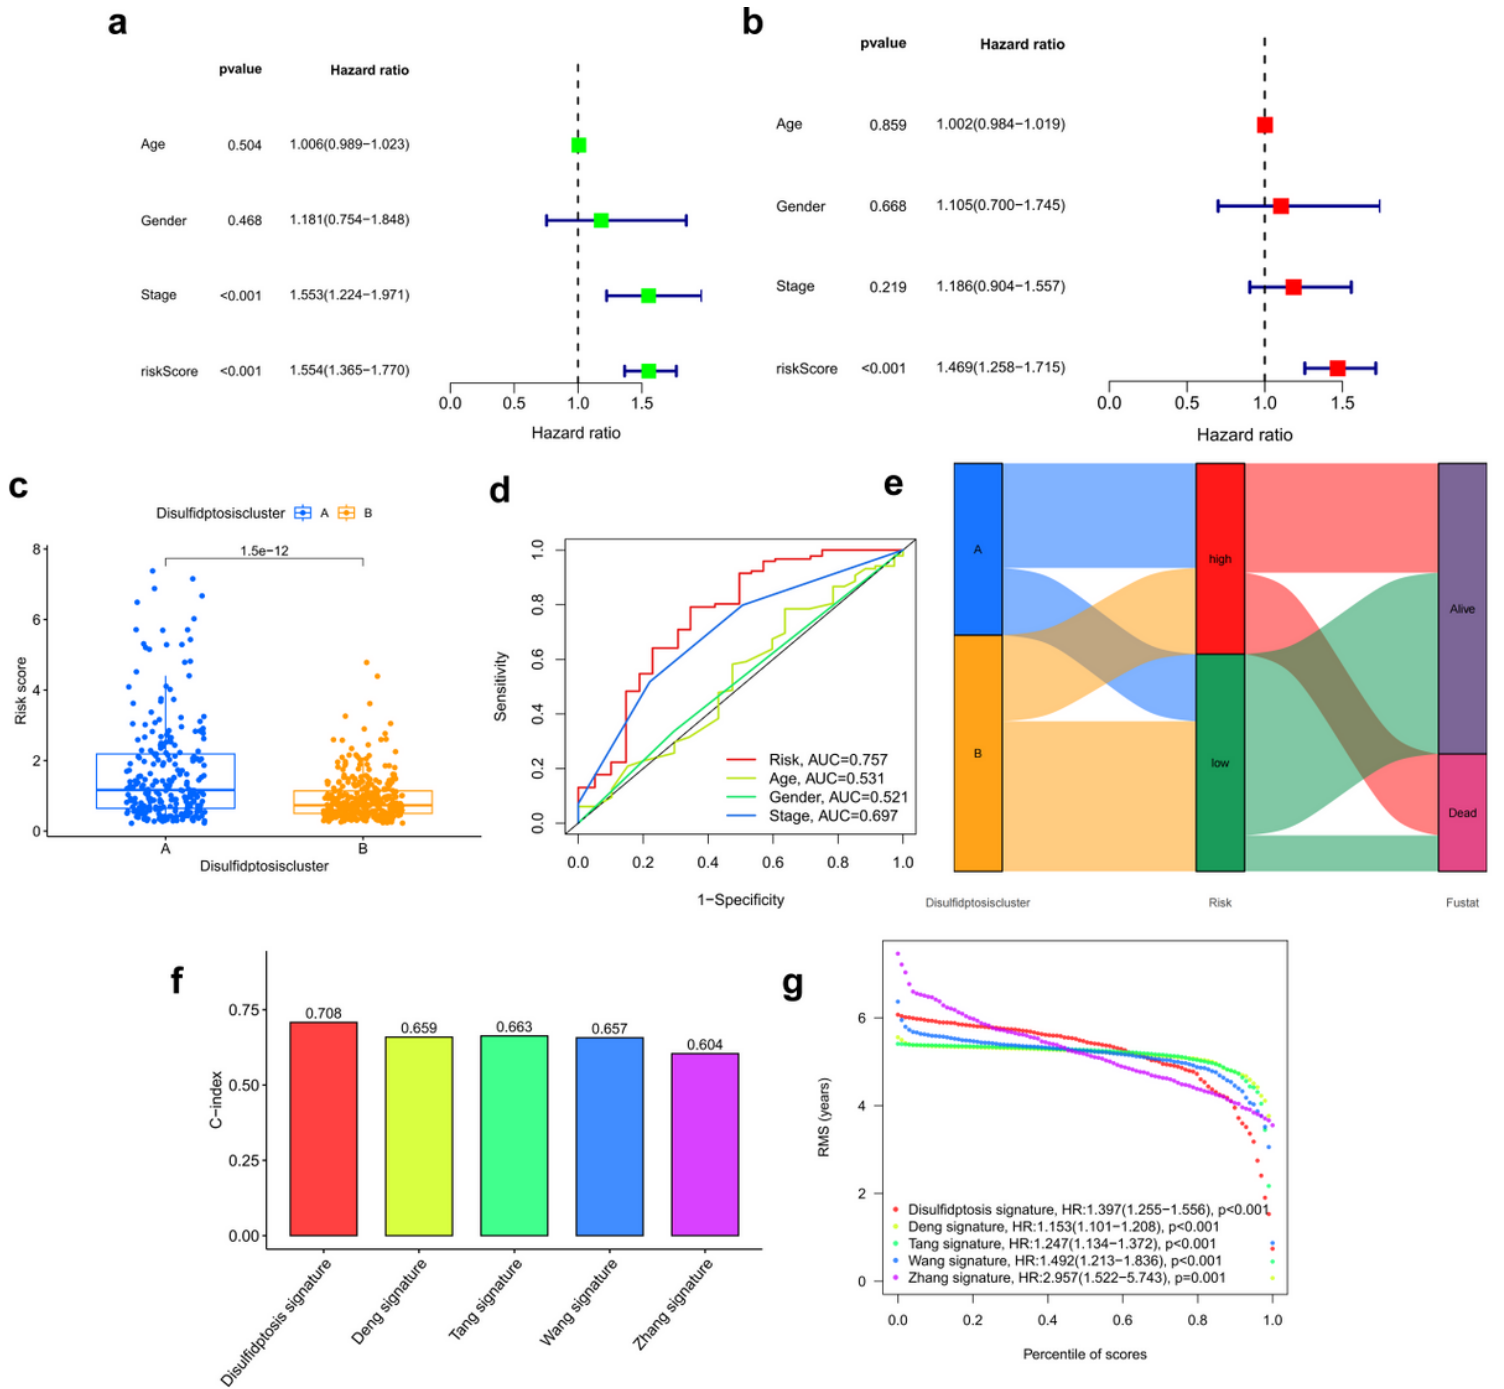 a
pvalue Hazard ratio
Age 0.504 1.006(0.989−1.023)
Gender 0.468 1.181(0.754−1.848)
Stage <0.001 1.553(1.224−1.971)
riskScore <0.001 1.554(1.365−1.770)
0.0 0.5 1.0 1.5
Hazard ratio
b
pvalue Hazard ratio
Age 0.859 1.002(0.984−1.019)
Gender 0.668 1.105(0.700−1.745)
Stage 0.219 1.186(0.904−1.557)
riskScore <0.001 1.469(1.258−1.715)
0.0 0.5 1.0 1.5
Hazard ratio
c
Disulfidptosiscluster A B
1.5e−12
Risk score
8
6
4
2
0
A B
Disulfidptosiscluster
d
Sensitivity
1.0
0.8
0.6
0.4
0.2
0.0
Risk, AUC=0.757
Age, AUC=0.531
Gender, AUC=0.521
Stage, AUC=0.697
0.0 0.2 0.4 0.6 0.8 1.0
1−Specificity
e
A
B
high
low
Alive
Dead
Disulfidptosiscluster Risk Fustat
f
C−index
0.75
0.50
0.25
0.00
0.708
0.659
0.663
0.657
0.604
Disulfidptosis signature
Deng signature
Tang signature
Wang signature
Zhang signature
g
RMS (years)
6
4
2
0
Disulfidptosis signature, HR:1.397(1.255−1.556), p<0.001
Deng signature, HR:1.153(1.101−1.208), p<0.001
Tang signature, HR:1.247(1.134−1.372), p<0.001
Wang signature, HR:1.492(1.213−1.836), p<0.001
Zhang signature, HR:2.957(1.522−5.743), p=0.001
0.0 0.2 0.4 0.6 0.8 1.0
Percentile of scores